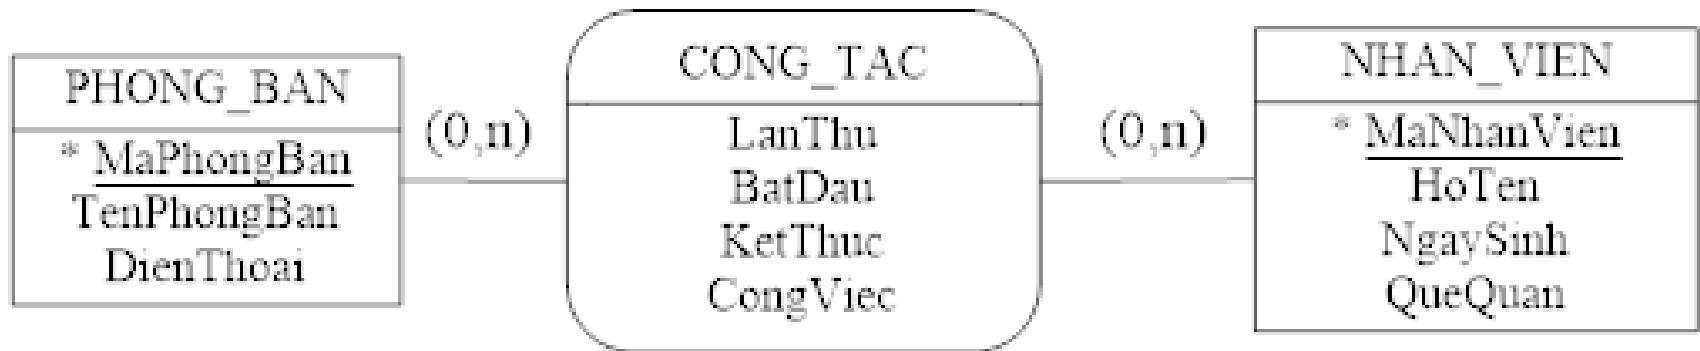 PHONG_BAN
* MaPhongBan
TenPhongBan
DienThoai
(0,n)
CONG_TAC
LanThu
BatDau
KetThuc
CongViec
(0,n)
NHAN_VIEN
* MaNhanVien
HoTen
NgaySinh
QueQuan